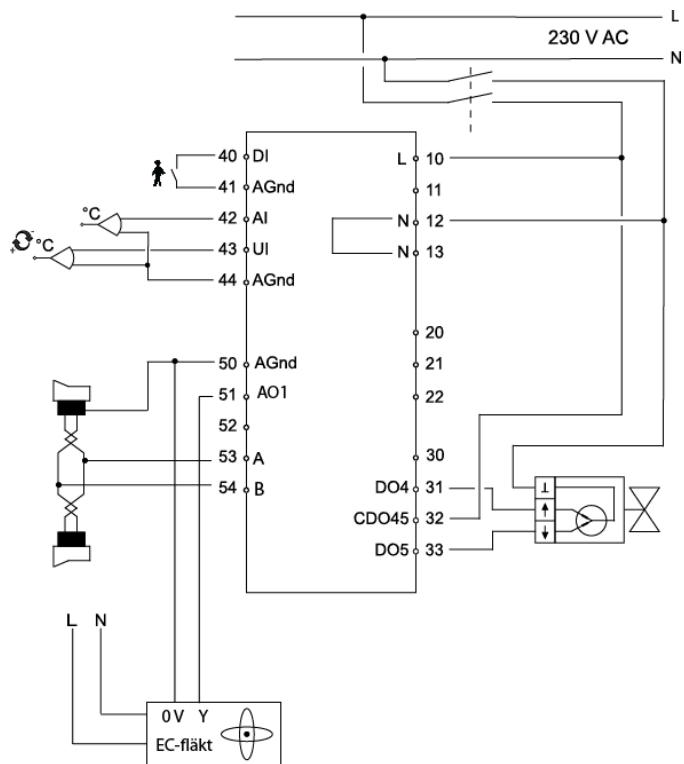 L
230 V AC
N
40 DI
L 10
41 AGnd
11
°C
42 AI
N 12
°C
43 UI
N 13
44 AGnd
20
50 AGnd
21
51 AO1
22
52
53 A
30
54 B
DO4 31
CDO45 32
DO5 33
L N
0 V Y
EC-fläkt